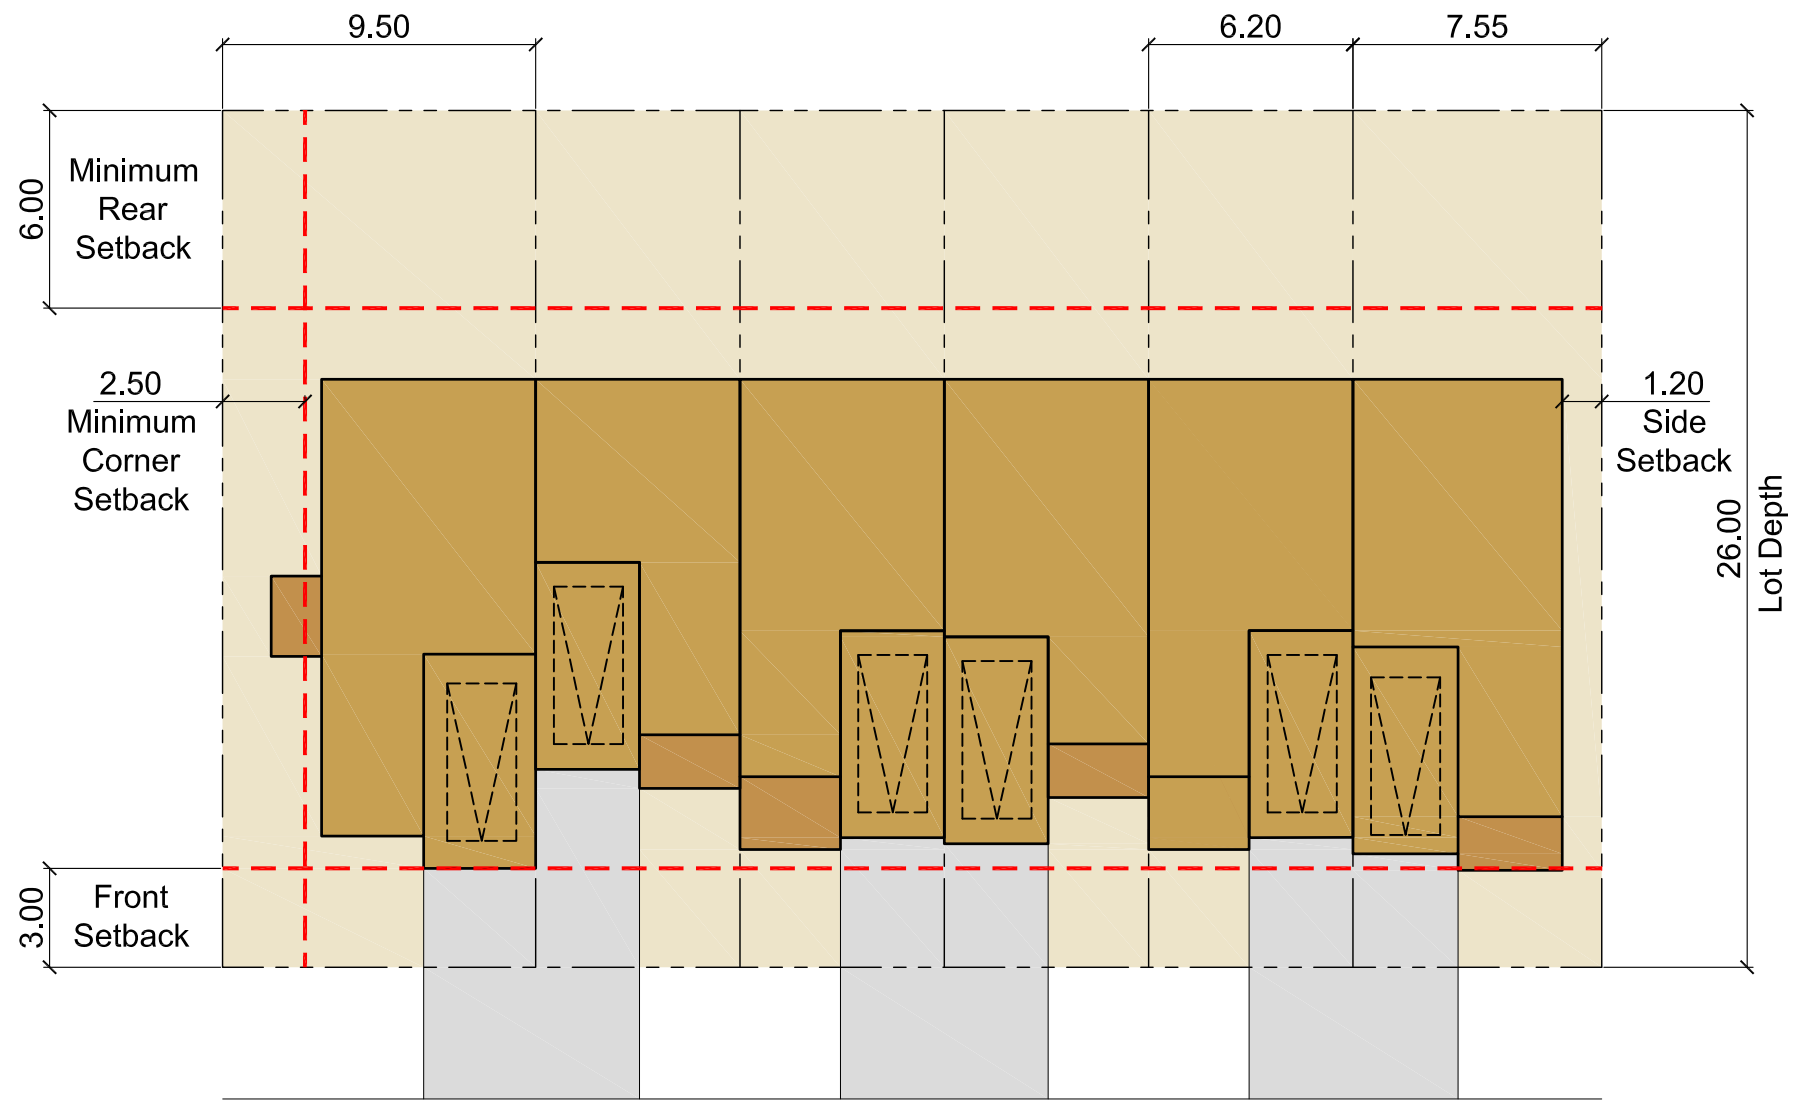 9.50
6.20
7.55
6.00
Minimum
Rear
Setback
2.50
Minimum
Corner
Setback
1.20
Side
Setback
26.00
Lot Depth
3.00
Front
Setback